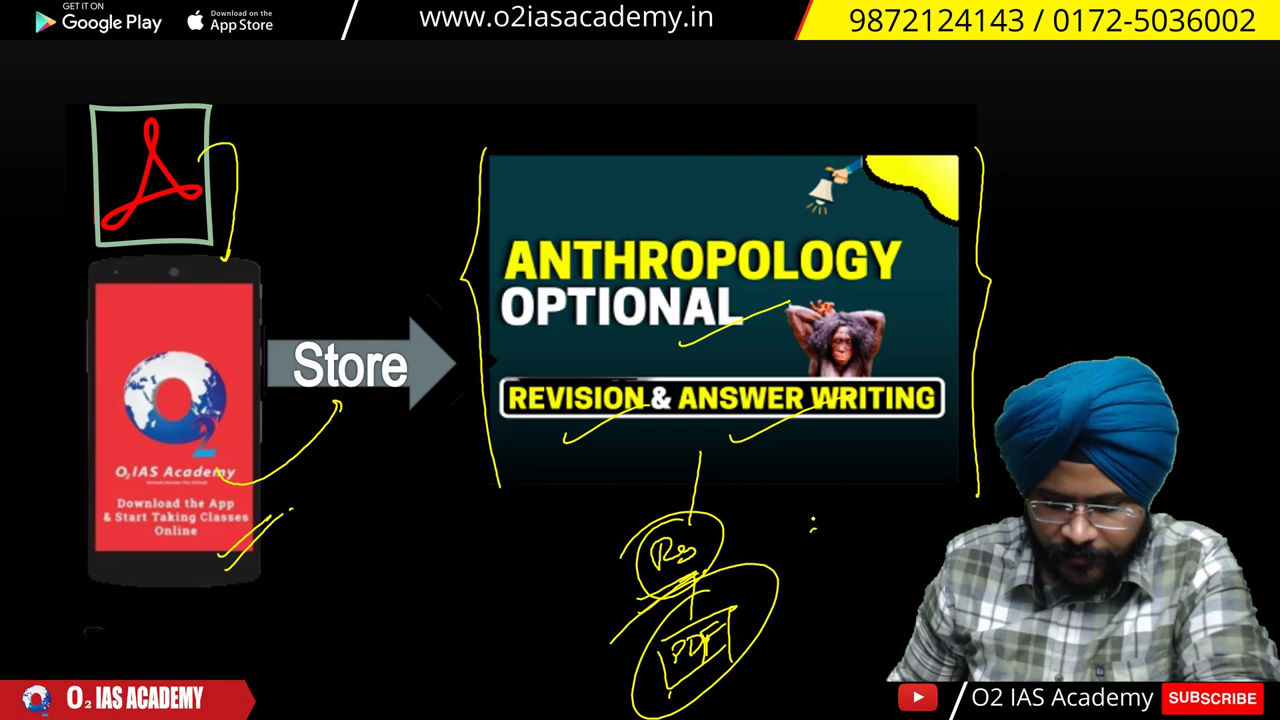 GET IT ON
Google Play
Download on the
App Store
www.o2iasacademy.in
9872124143 / 0172-5036002
Store
O2 IAS Academy
Download the App
& Start Taking Classes
Online
ANTHROPOLOGY
OPTIONAL
REVISION & ANSWER WRITING
Rs
PDF
O2 IAS ACADEMY
O2 IAS Academy
SUBSCRIBE